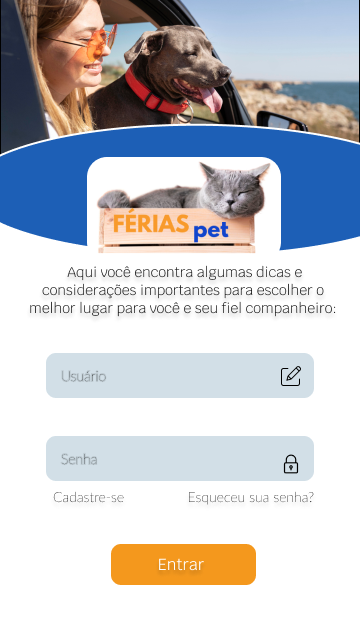 FÉRIAS
pet
Aqui você encontra algumas dicas e
considerações importantes para escolher o
melhor lugar para você e seu fiel companheiro:
Usuário
Senha
Cadastre-se
Esqueceu sua senha?
Entrar